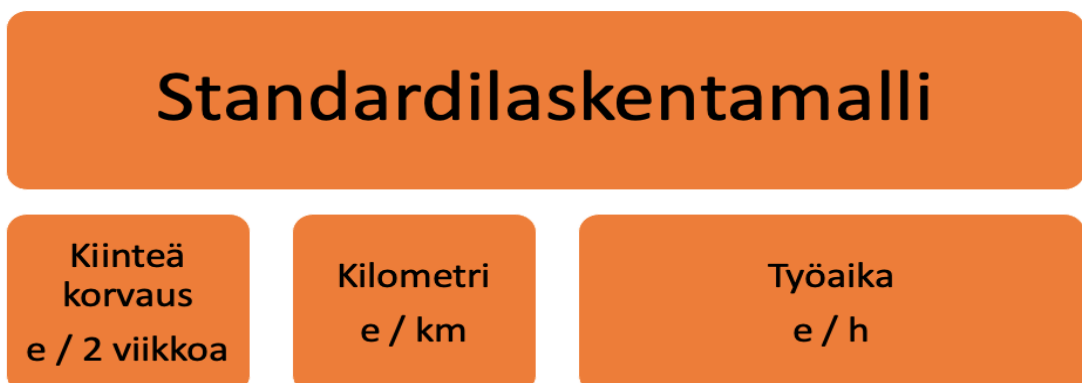 Standardilaskentamalli
Kiinteä
korvaus
e / 2 viikkoa
Kilometri
e / km
Työaika
e / h